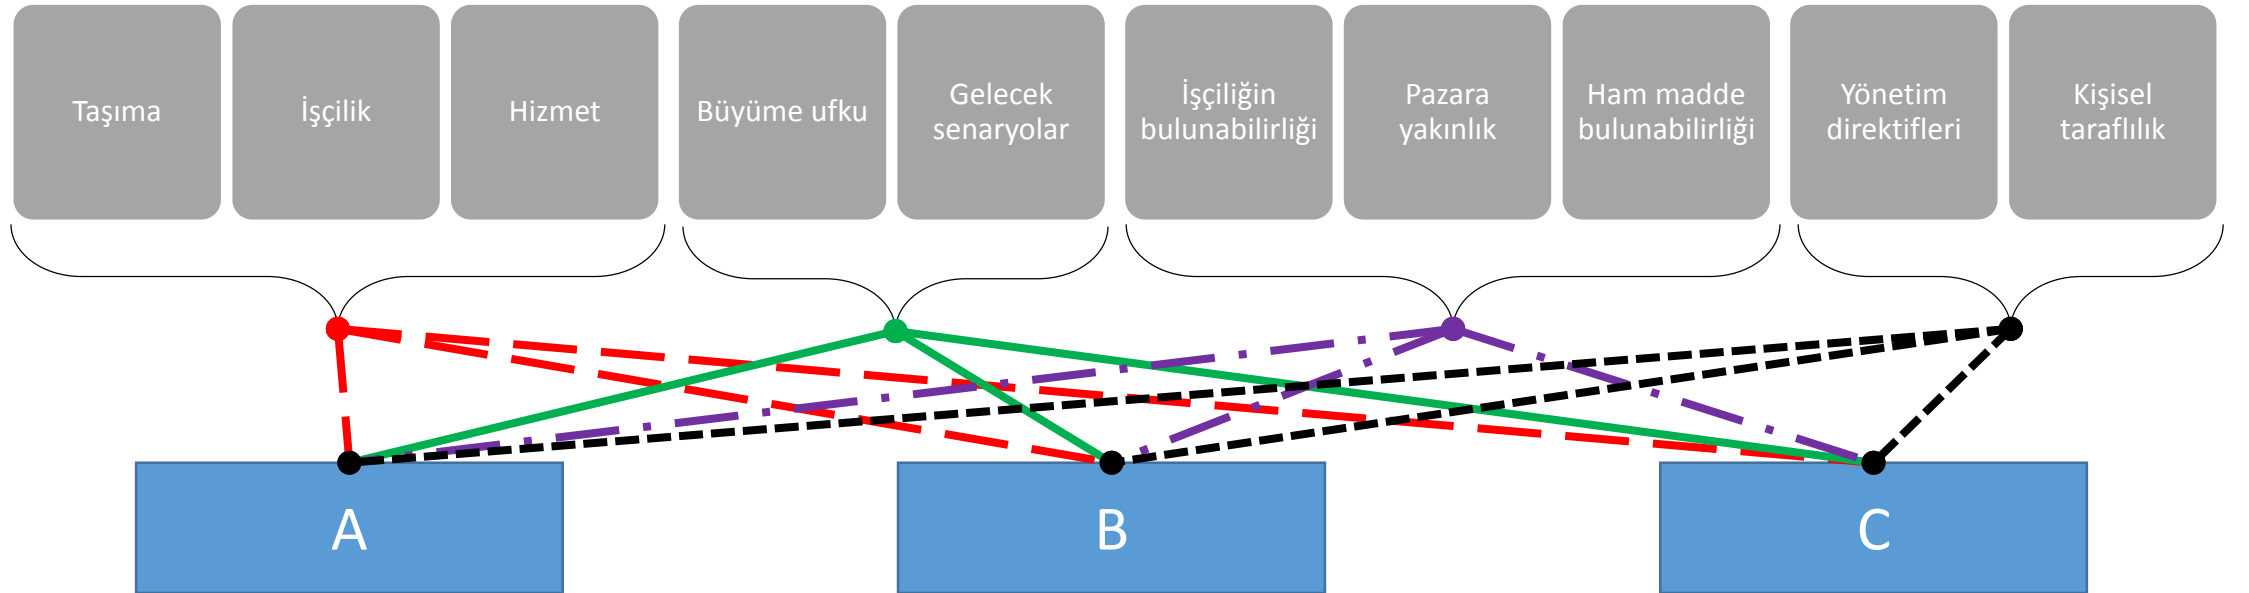 Taşıma
İşçilik
Hizmet
Büyüme ufku
Gelecek
senaryolar
İşçiliğin
bulunabilirliği
Pazara
yakınlık
Ham madde
bulunabilirliği
Yönetim
direktifleri
Kişisel
taraflılık
A
B
C